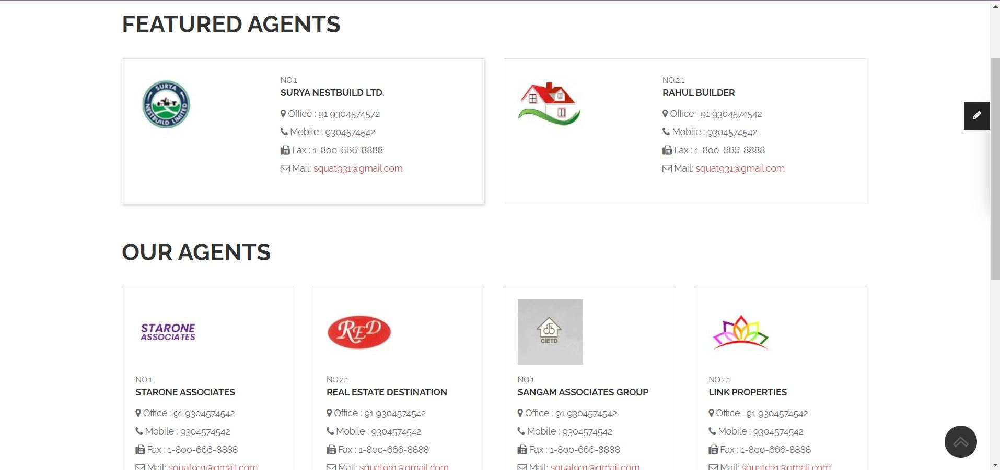 FEATURED AGENTS
SURYA
NESTBUILD LIMITED
NO.1
SURYA NESTBUILD LTD.
Office : 91 9304574572
Mobile : 9304574542
Fax : 1-800-666-8888
Mail: squat931@gmail.com
NO.2.1
RAHUL BUILDER
Office : 91 9304574542
Mobile : 9304574542
Fax : 1-800-666-8888
Mail: squat931@gmail.com
OUR AGENTS
STARONE
ASSOCIATES
NO.1
STARONE ASSOCIATES
Office : 91 9304574542
Mobile : 9304574542
Fax : 1-800-666-8888
Mail: squat931@gmail.com
RED
NO.2.1
REAL ESTATE DESTINATION
Office : 91 9304574542
Mobile : 9304574542
Fax : 1-800-666-8888
Mail: squat931@gmail.com
CIETD
NO.1
SANGAM ASSOCIATES GROUP
Office : 91 9304574542
Mobile : 9304574542
Fax : 1-800-666-8888
Mail: squat931@gmail.com
NO.2.1
LINK PROPERTIES
Office : 91 9304574542
Mobile : 9304574542
Fax : 1-800-666-8888
Mail: squat931@gmail.com